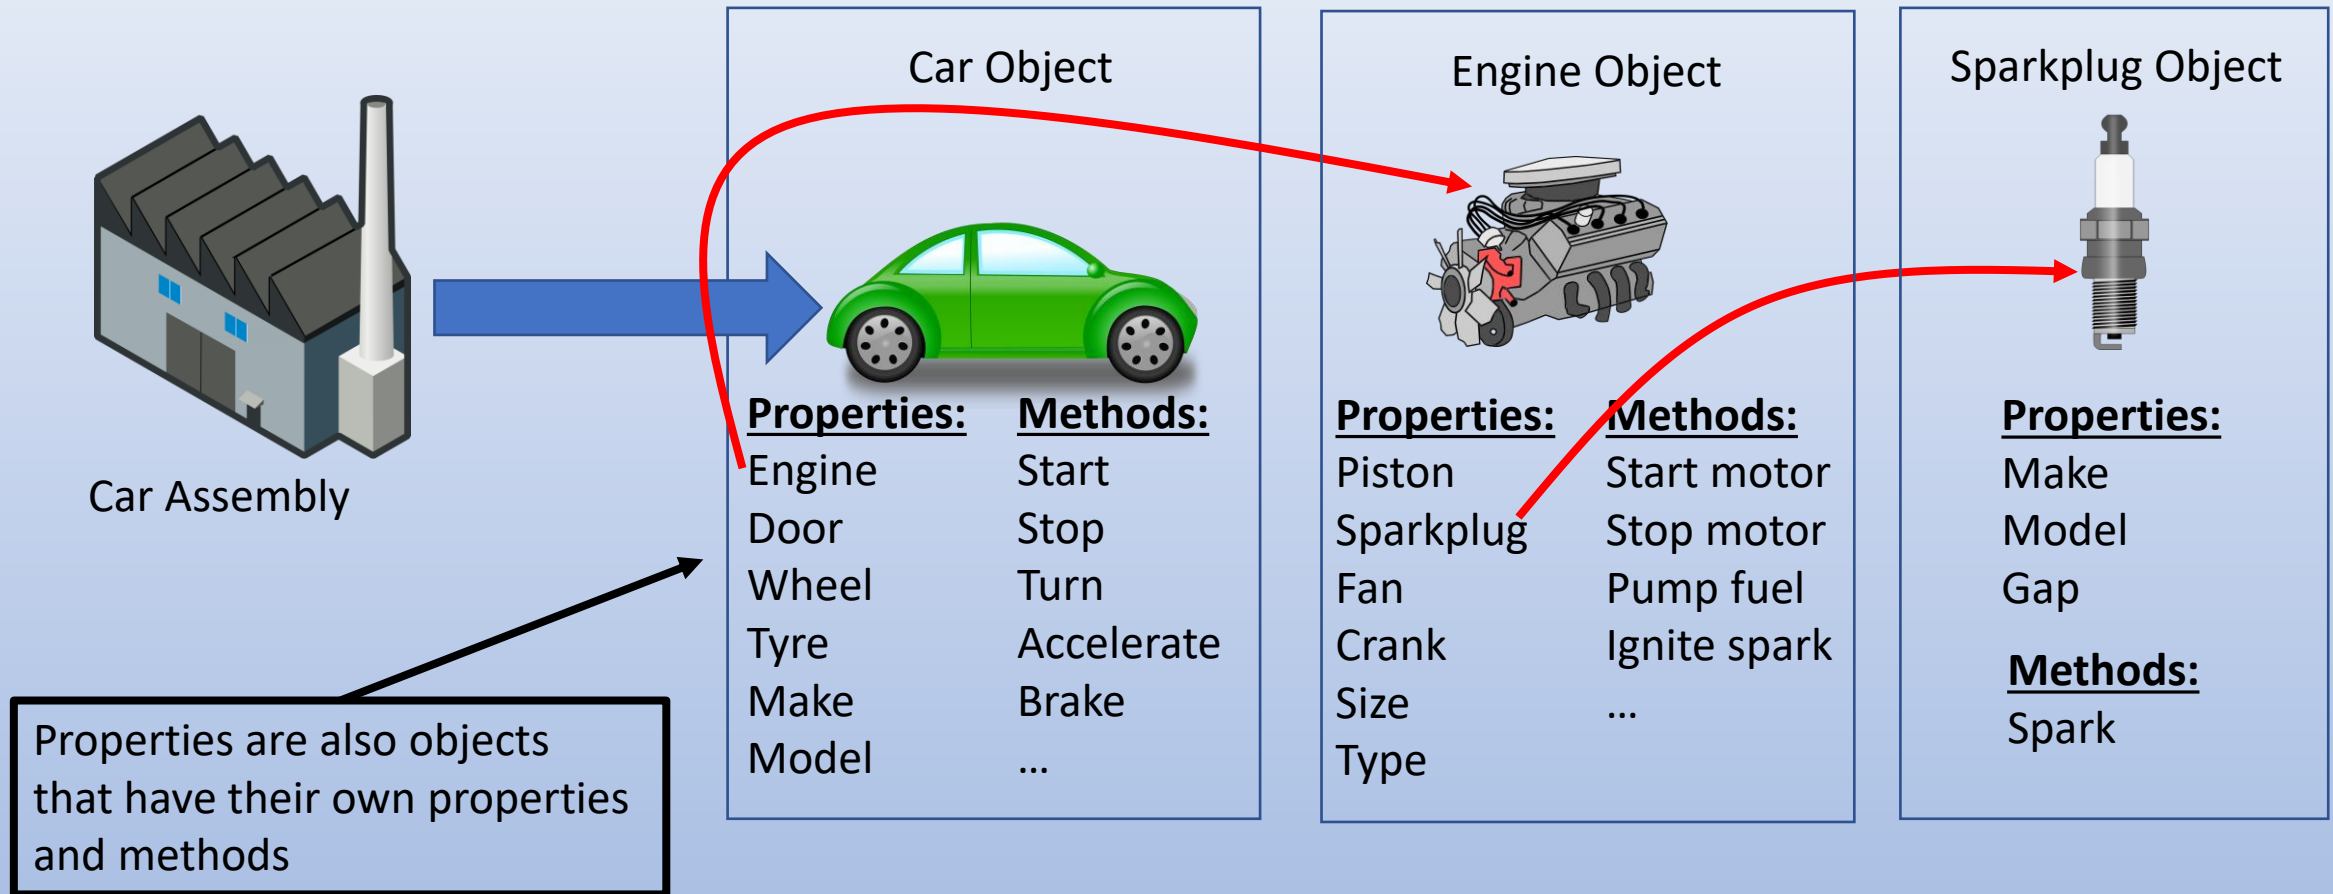 Car Assembly
Properties are also objects
that have their own properties
and methods
Car Object
Properties:
Engine
Door
Wheel
Tyre
Make
Model
Methods:
Start
Stop
Turn
Accelerate
Brake
...
Engine Object
Properties:
Piston
Sparkplug
Fan
Crank
Size
Type
Methods:
Start motor
Stop motor
Pump fuel
Ignite spark
...
Sparkplug Object
Properties:
Make
Model
Gap
Methods:
Spark